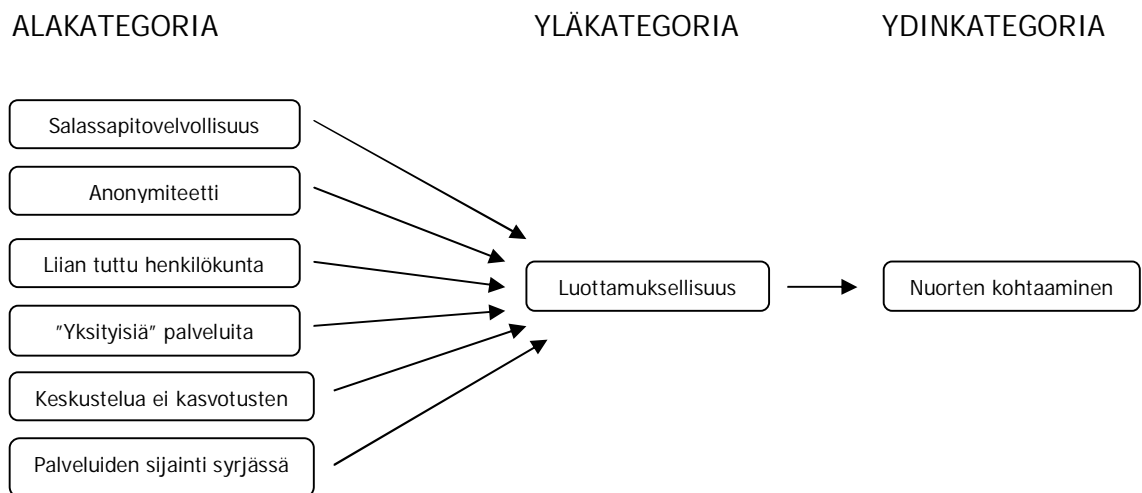 ALAKATEGORIA YLÄKATEGORIA YDINKATEGORIA
Salassapitovelvollisuus
Anonymiteetti
Liian tuttu henkilökunta
Luottamuksellisuus
Nuorten kohtaaminen
"Yksityisiä" palveluita
Keskustelua ei kasvotusten
Palveluiden sijainti syrjässä